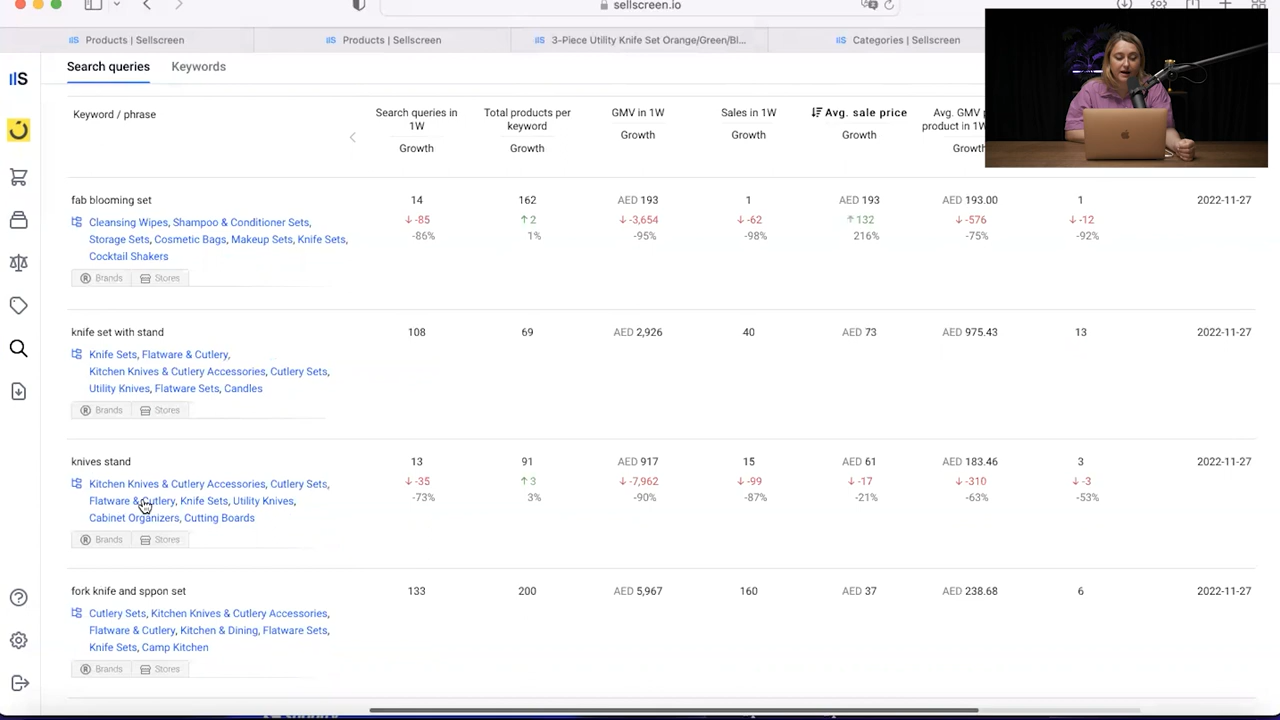 sellscreen.io
Products | Sellscreen
Products | Sellscreen
3-Piece Utility Knife Set Orange/Green/Bl...
Categories | Sellscreen
Search queries
Keywords
Keyword / phrase
Search queries in 1W
Growth
Total products per keyword
Growth
GMV in 1W
Growth
Sales in 1W
Growth
Avg. sale price
Growth
Avg. GMV
product in 1W
Growth
fab blooming set
14
162
AED 193
1
AED 193
AED 193.00
1
2022-11-27
Cleansing Wipes, Shampoo & Conditioner Sets,
-85
2
-3,654
-62
132
-576
-12
Storage Sets, Cosmetic Bags, Makeup Sets, Knife Sets,
-86%
1%
-95%
-98%
216%
-75%
-92%
Cocktail Shakers
Brands
Stores
knife set with stand
108
69
AED 2,926
40
AED 73
AED 975.43
13
2022-11-27
Knife Sets, Flatware & Cutlery,
Kitchen Knives & Cutlery Accessories, Cutlery Sets,
Utility Knives, Flatware Sets, Candles
Brands
Stores
knives stand
13
91
AED 917
15
AED 61
AED 183.46
3
2022-11-27
Kitchen Knives & Cutlery Accessories, Cutlery Sets,
-35
3
-7,962
-99
-17
-310
-3
Flatware & Cutlery, Knife Sets, Utility Knives,
-73%
3%
-90%
-87%
-21%
-63%
-53%
Cabinet Organizers, Cutting Boards
Brands
Stores
fork knife and sppon set
133
200
AED 5,967
160
AED 37
AED 238.68
6
2022-11-27
Cutlery Sets, Kitchen Knives & Cutlery Accessories,
Flatware & Cutlery, Kitchen & Dining, Flatware Sets,
Knife Sets, Camp Kitchen
Brands
Stores